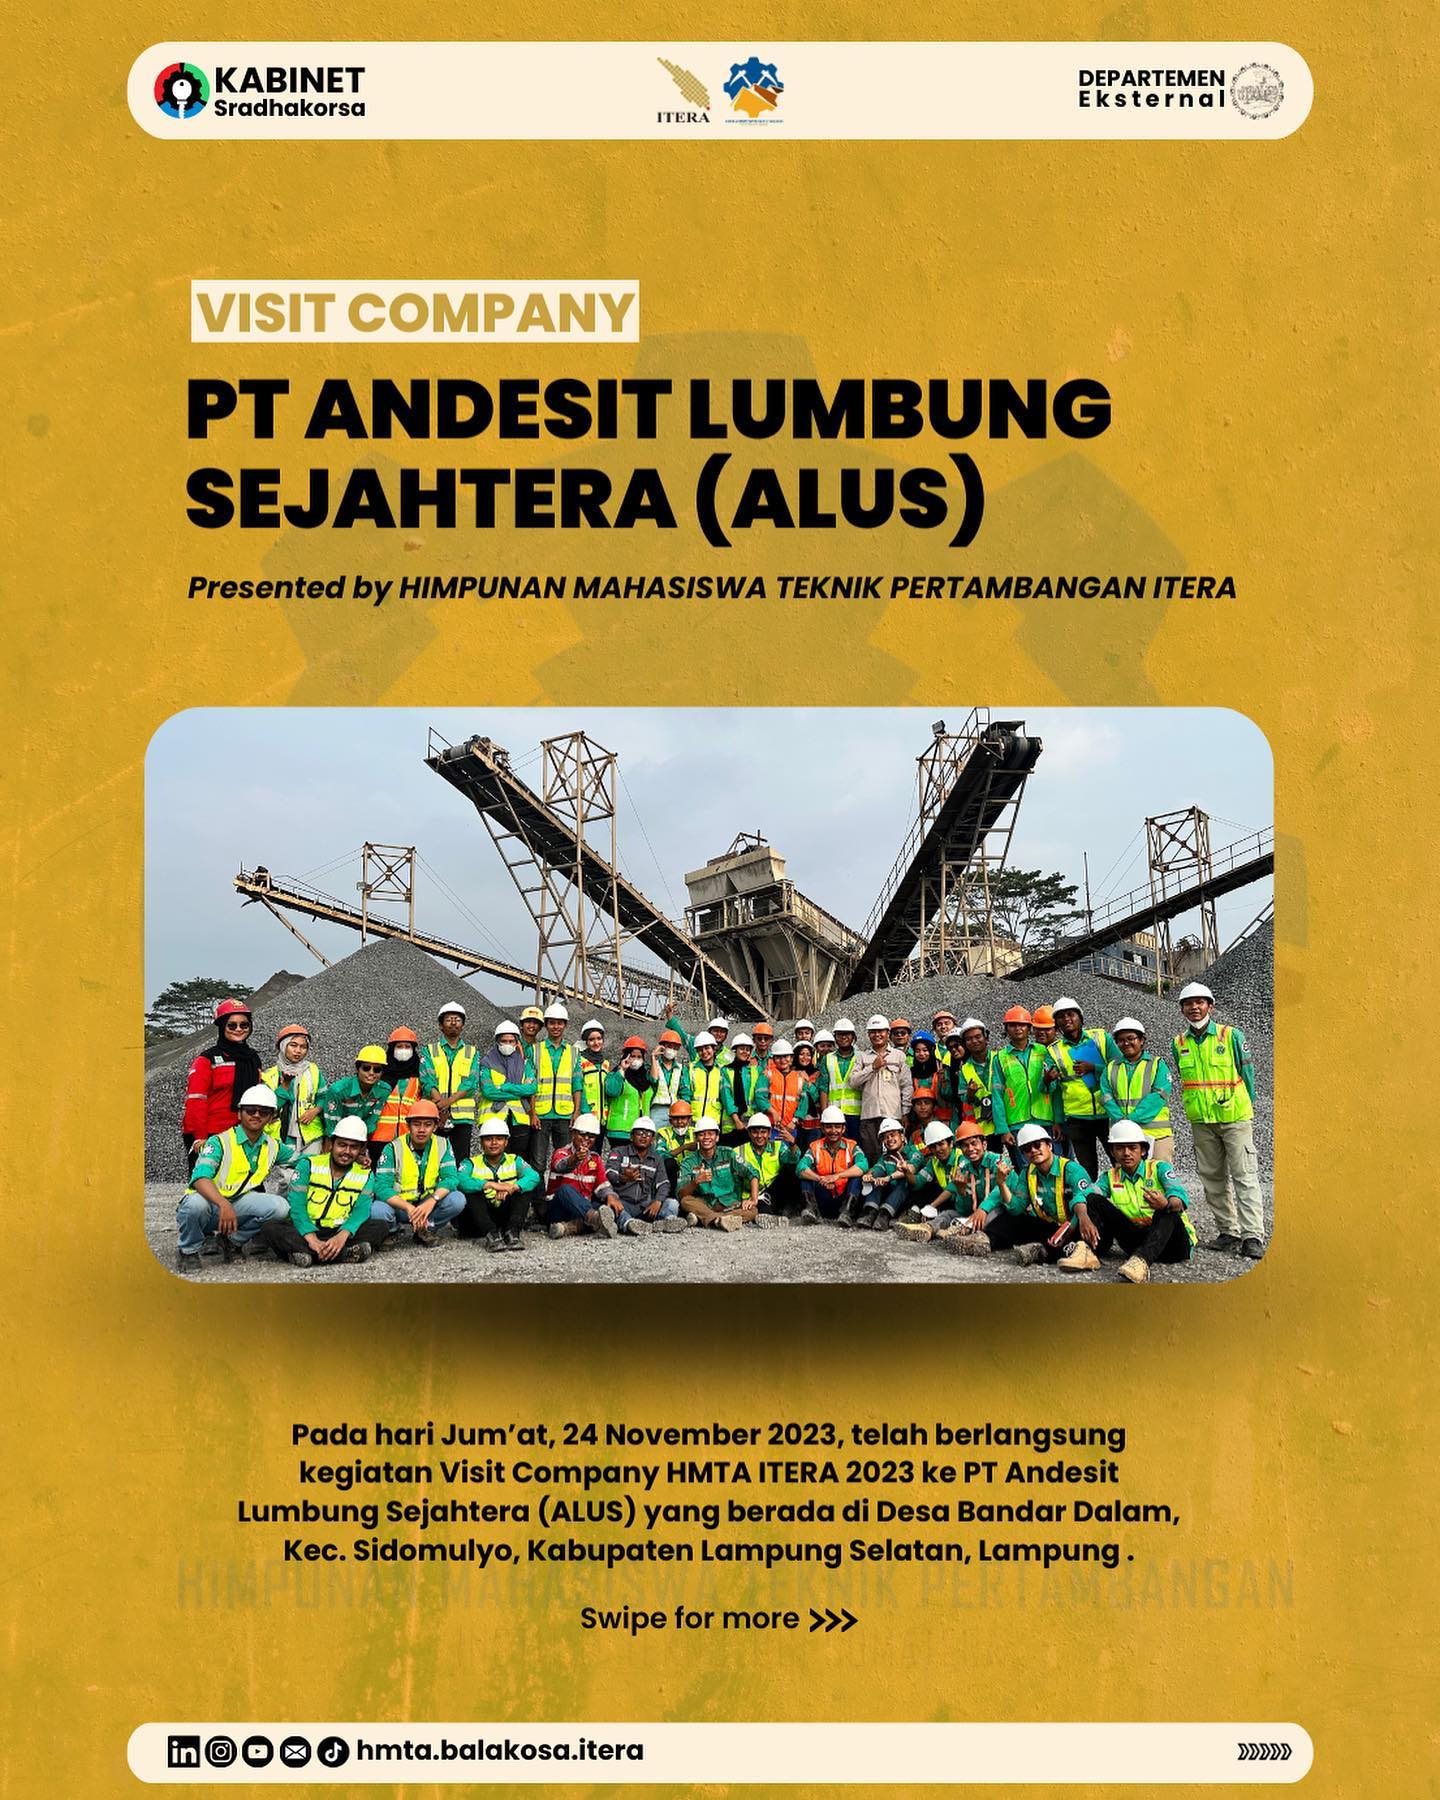 KABINET
Sradhakorsa
ITERA
DEPARTEMEN
Eksternal
VISIT COMPANY
PT ANDESIT LUMBUNG
SEJAHTERA (ALUS)
Presented by HIMPUNAN MAHASISWA TEKNIK PERTAMBANGAN ITERA
Pada hari Jum’at, 24 November 2023, telah berlangsung
kegiatan Visit Company HMTA ITERA 2023 ke PT Andesit
Lumbung Sejahtera (ALUS) yang berada di Desa Bandar Dalam,
Kec. Sidomulyo, Kabupaten Lampung Selatan, Lampung .
HIMPUNAN MAHASISWA TEKNIK PERTAMBANGAN
Swipe for more
hmta.balakosa.itera